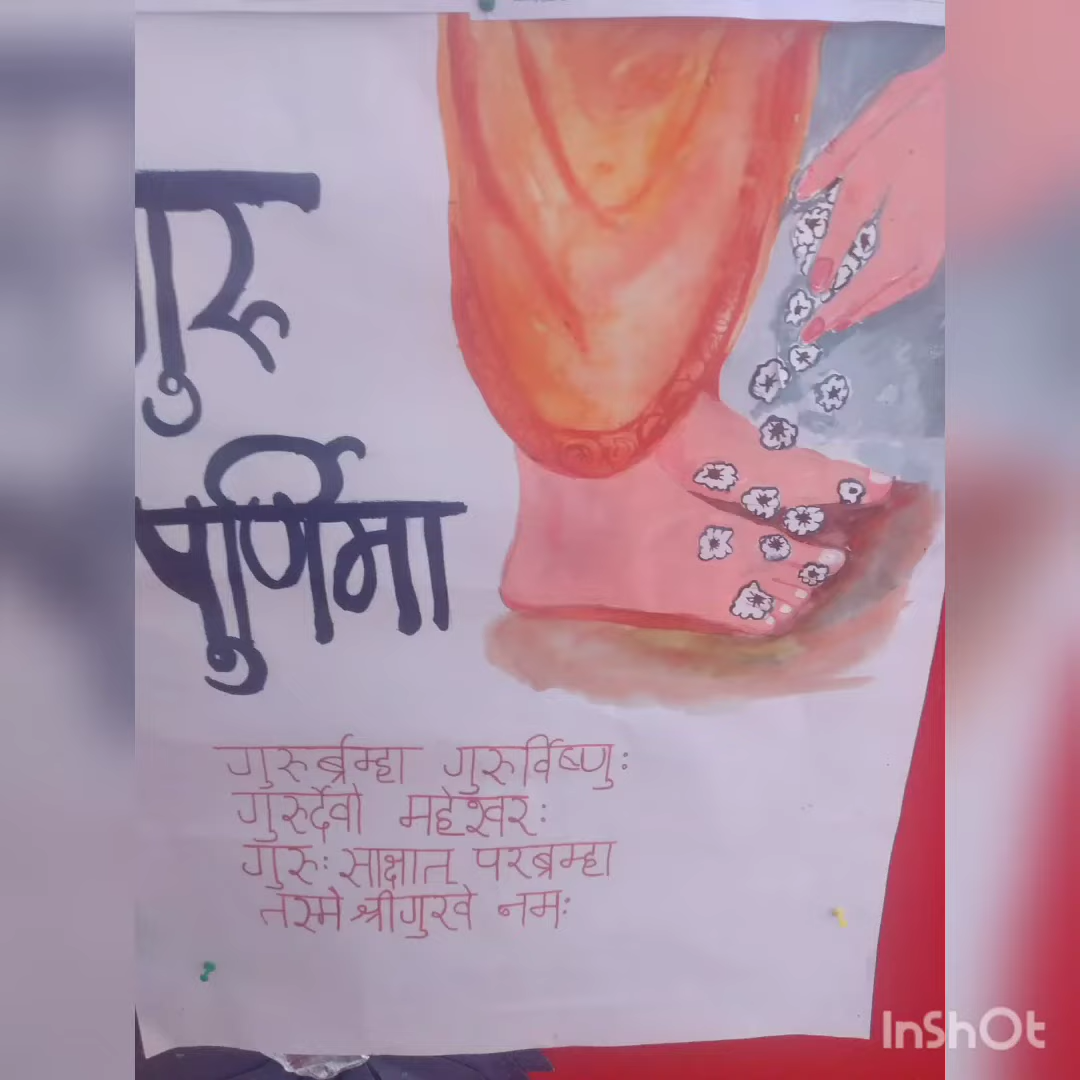 गुरु
पुर्णिमा
गुरुर्ब्रम्हा गुरुर्विष्णुः
गुरुर्देवो महेश्वरः
गुरुः साक्षात् परब्रम्हा
तस्मे श्रीगुरवे नमः
InShOt